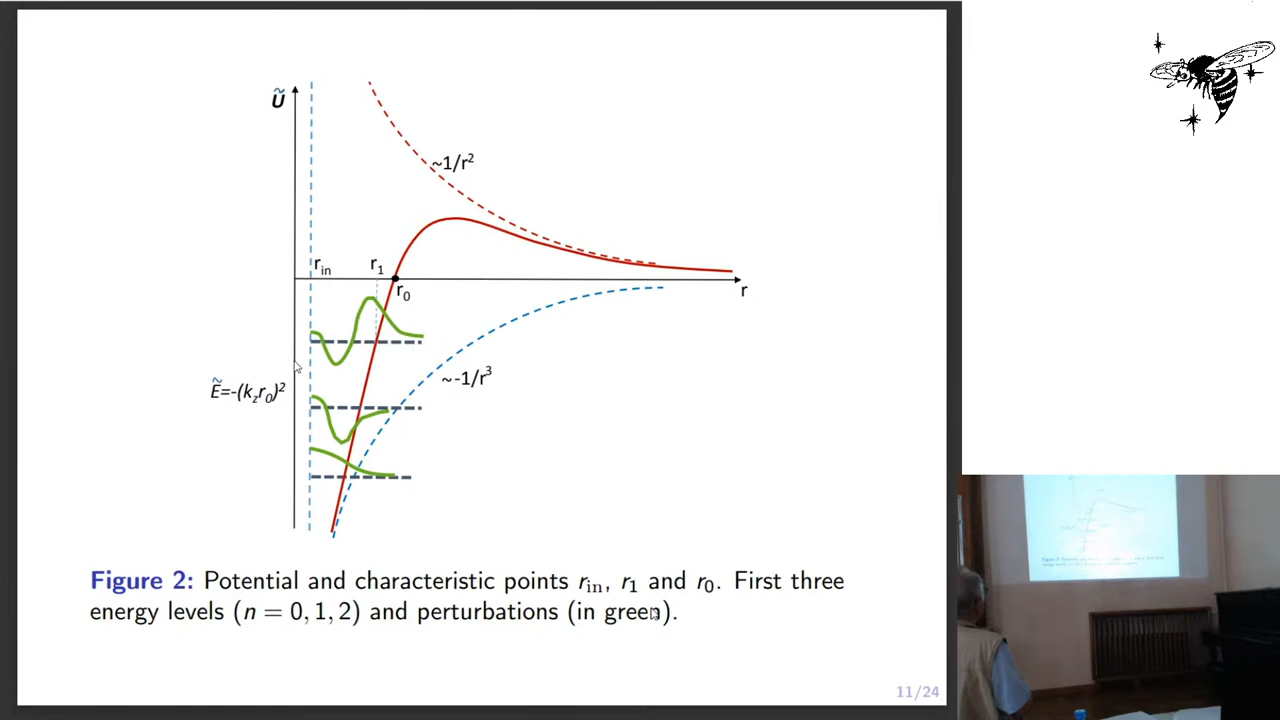 Ũ
~1/r²
r_in
r₁
r₀
r
Ẽ=-(k_z r₀)²
~-1/r³
Figure 2: Potential and characteristic points r_in, r₁ and r₀. First three
energy levels (n = 0, 1, 2) and perturbations (in green).
11/24